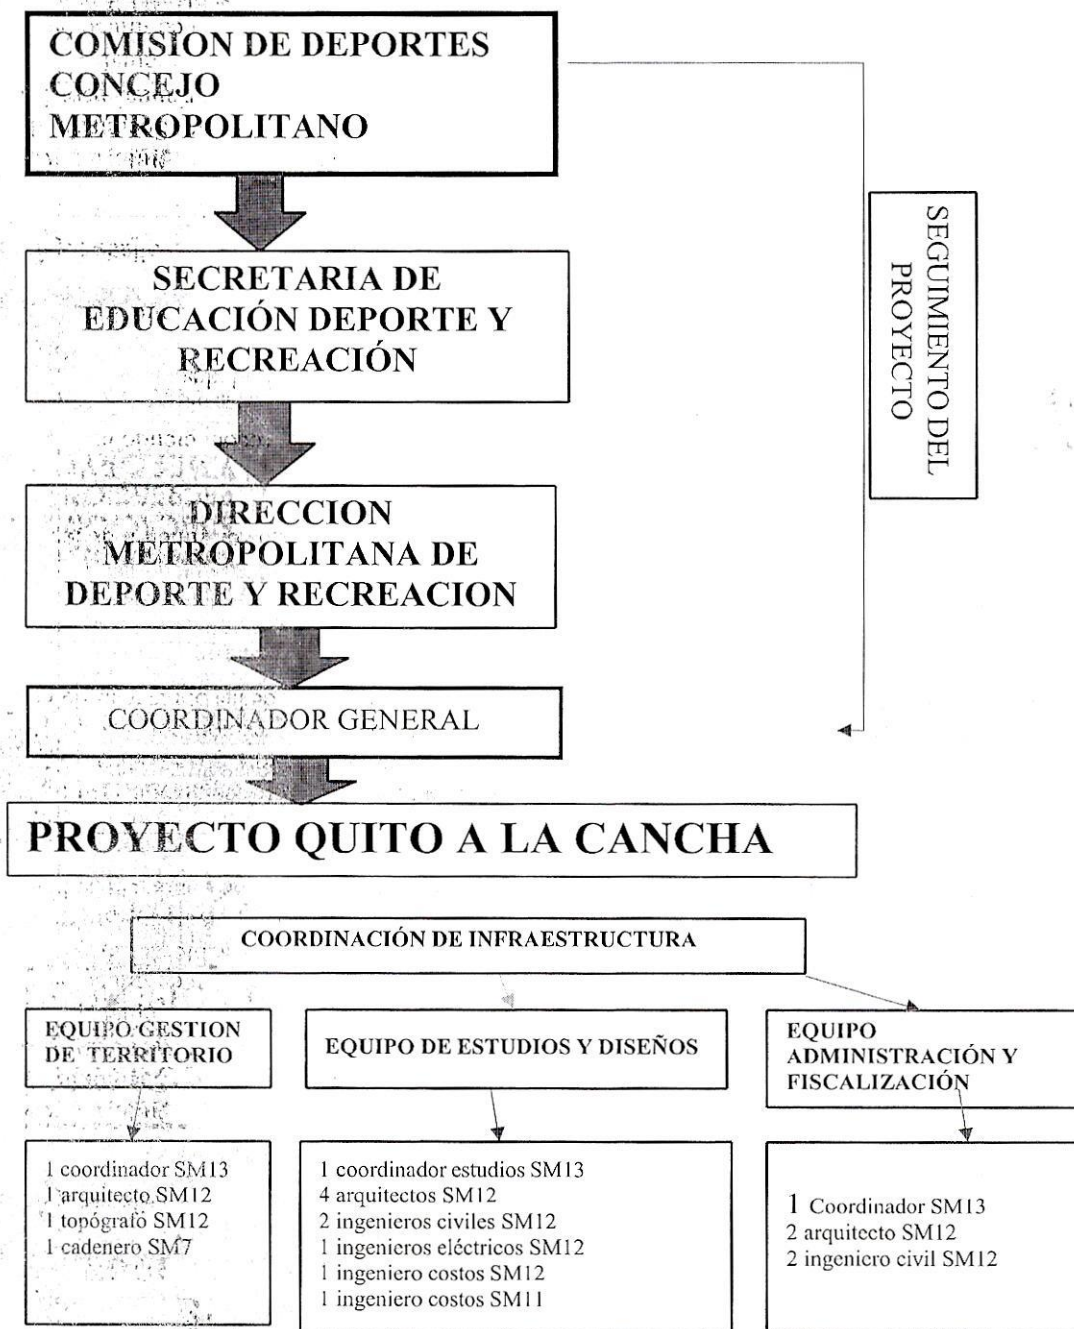 COMISION DE DEPORTES
CONCEJO
METROPOLITANO
SECRETARIA DE
EDUCACIÓN DEPORTE Y
RECREACIÓN
SEGUIMIENTO DEL
PROYECTO
DIRECCION
METROPOLITANA DE
DEPORTE Y RECREACION
COORDINADOR GENERAL
PROYECTO QUITO A LA CANCHA
COORDINACIÓN DE INFRAESTRUCTURA
EQUIPO GESTION
DE TERRITORIO
EQUIPO DE ESTUDIOS Y DISEÑOS
EQUIPO
ADMINISTRACIÓN Y
FISCALIZACIÓN
1 coordinador SM13
1 arquitecto SM12
1 topógrafo SM12
1 cadenero SM7
1 coordinador estudios SM13
4 arquitectos SM12
2 ingenieros civiles SM12
1 ingenieros eléctricos SM12
1 ingeniero costos SM12
1 ingeniero costos SM11
1 Coordinador SM13
2 arquitecto SM12
2 ingeniero civil SM12